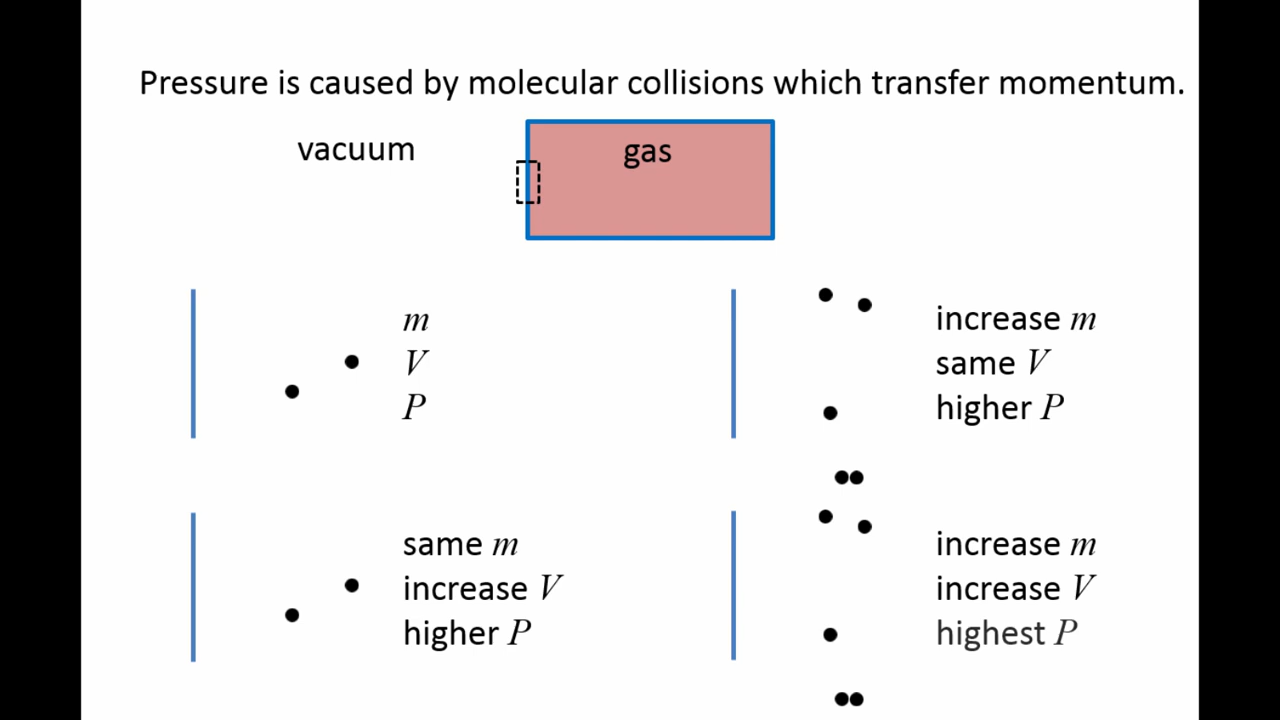 Pressure is caused by molecular collisions which transfer momentum.
vacuum
gas
m
V
P
increase m
same V
higher P
same m
increase V
higher P
increase m
increase V
highest P